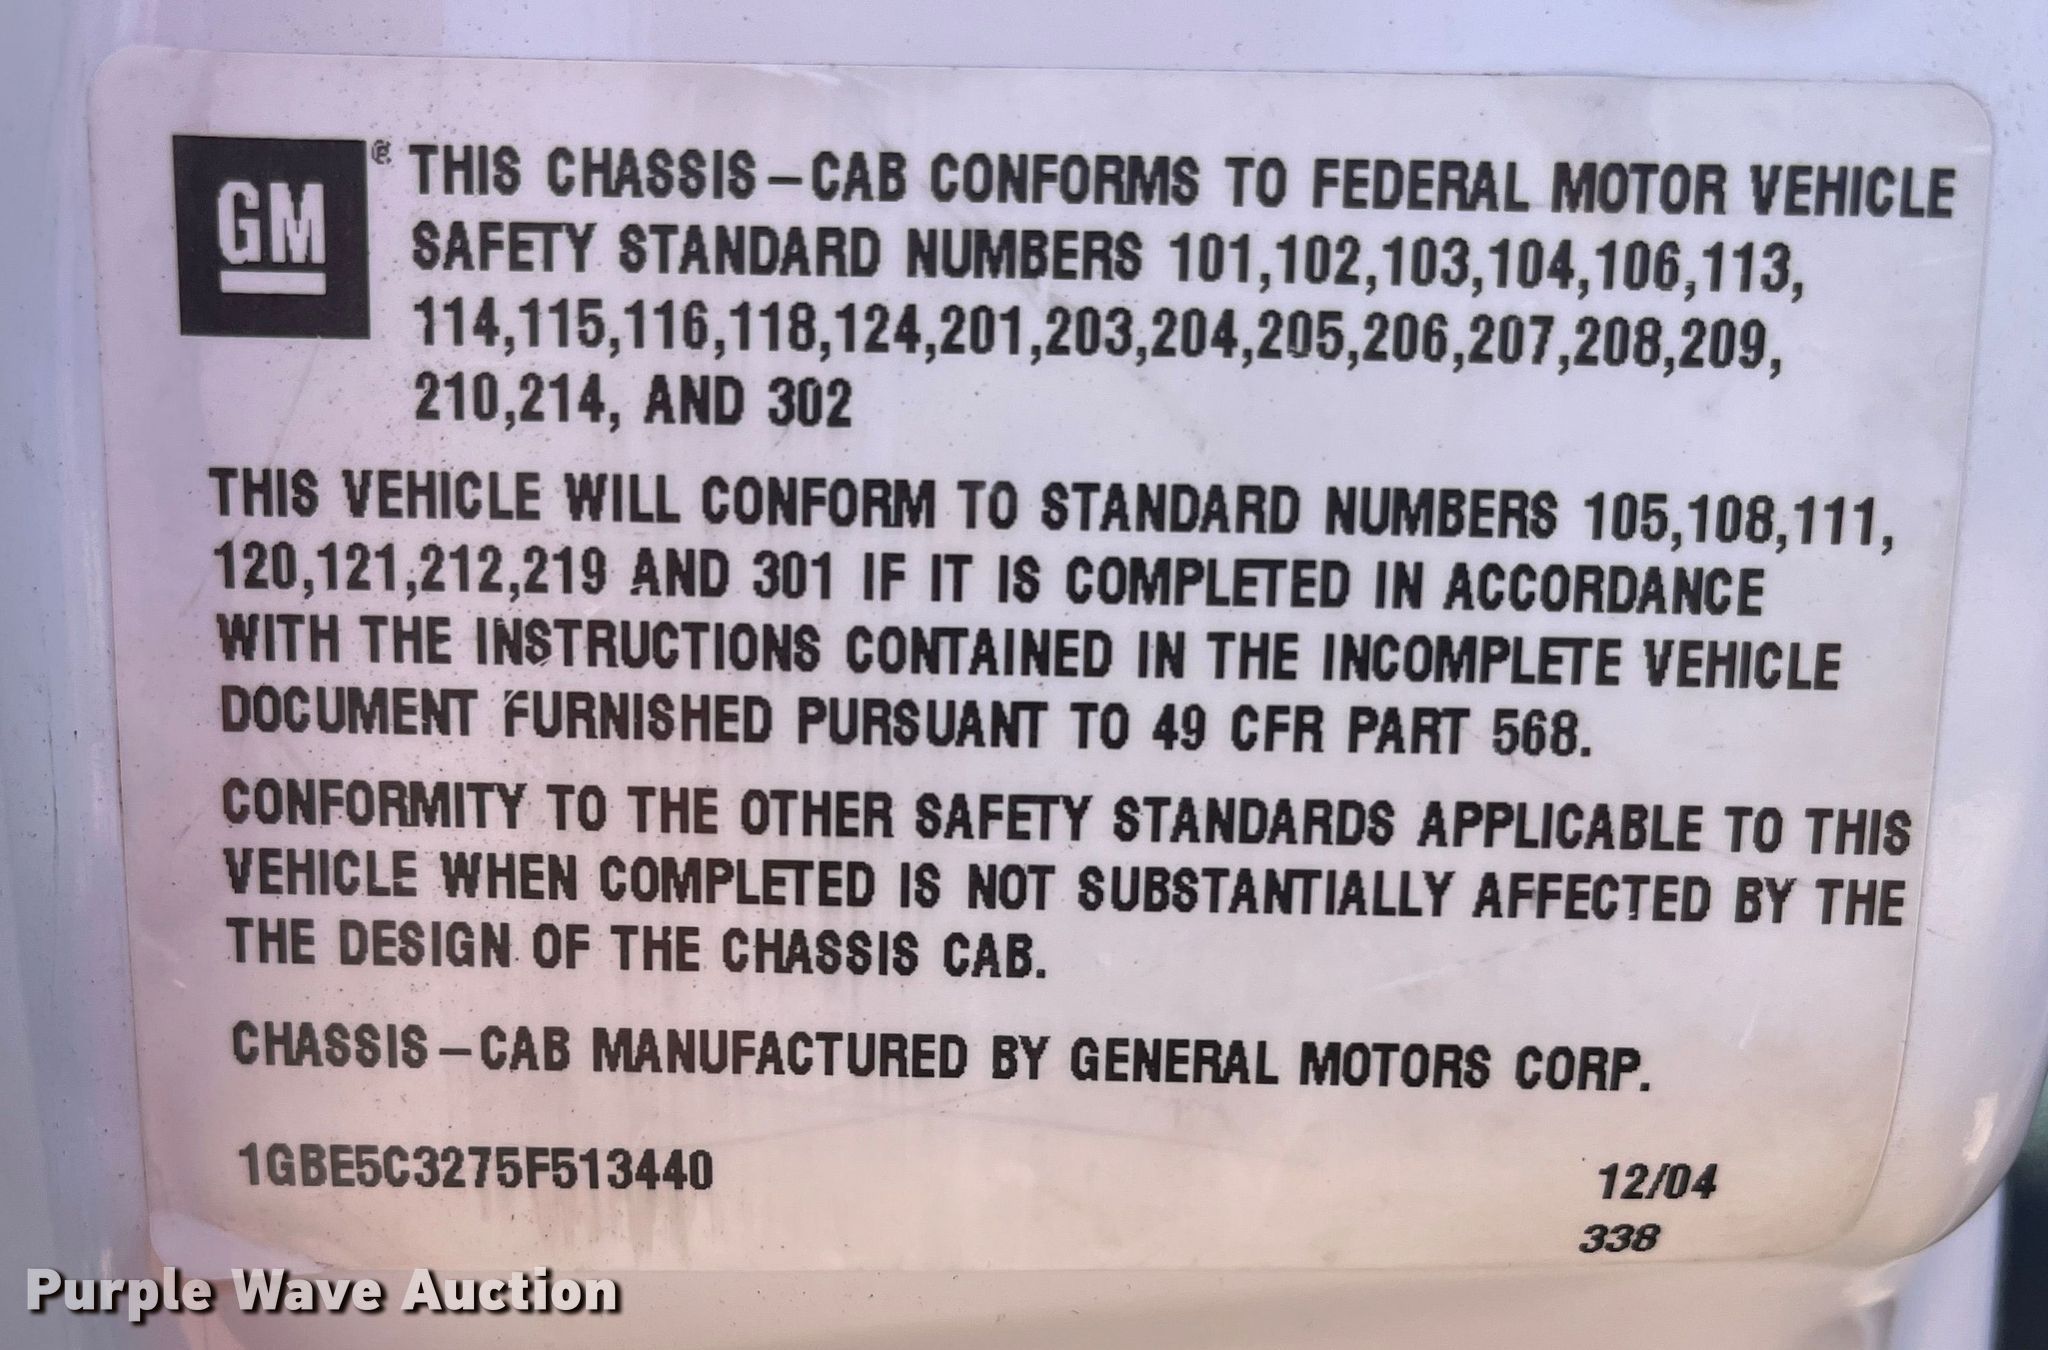 GM
® THIS CHASSIS-CAB CONFORMS TO FEDERAL MOTOR VEHICLE
SAFETY STANDARD NUMBERS 101,102,103,104,106,113,
114,115,116,118,124,201,203,204,205,206,207,208,209,
210,214, AND 302
THIS VEHICLE WILL CONFORM TO STANDARD NUMBERS 105,108,111,
120,121,212,219 AND 301 IF IT IS COMPLETED IN ACCORDANCE
WITH THE INSTRUCTIONS CONTAINED IN THE INCOMPLETE VEHICLE
DOCUMENT FURNISHED PURSUANT TO 49 CFR PART 568.
CONFORMITY TO THE OTHER SAFETY STANDARDS APPLICABLE TO THIS
VEHICLE WHEN COMPLETED IS NOT SUBSTANTIALLY AFFECTED BY THE
THE DESIGN OF THE CHASSIS CAB.
CHASSIS-CAB MANUFACTURED BY GENERAL MOTORS CORP.
1GBE5C3275F513440
12/04
338
Purple Wave Auction